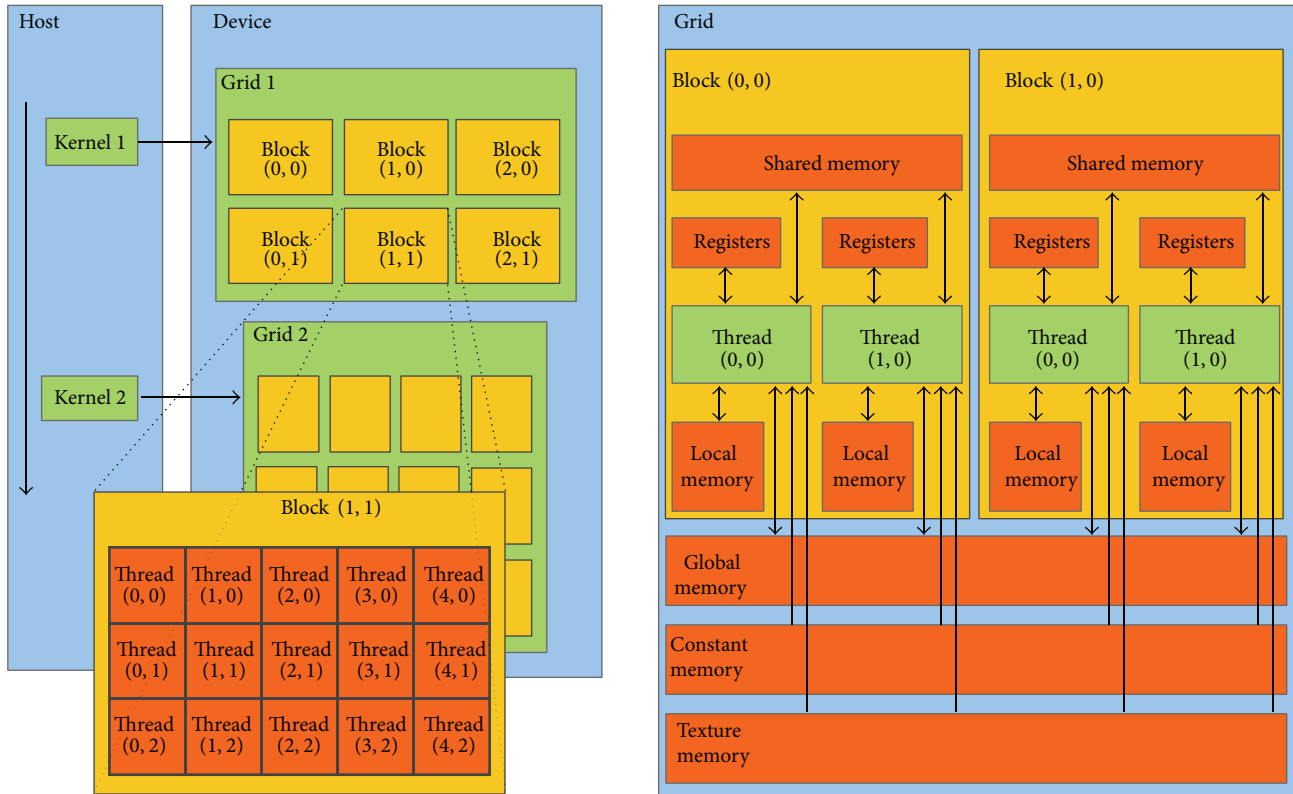 Host
Device
Grid 1
Kernel 1
Block
(0, 0)
Block
(1, 0)
Block
(2, 0)
Block
(0, 1)
Block
(1, 1)
Block
(2, 1)
Grid 2
Kernel 2
Block (1, 1)
Thread
(0, 0)
Thread
(1, 0)
Thread
(2, 0)
Thread
(3, 0)
Thread
(4, 0)
Thread
(0, 1)
Thread
(1, 1)
Thread
(2, 1)
Thread
(3, 1)
Thread
(4, 1)
Thread
(0, 2)
Thread
(1, 2)
Thread
(2, 2)
Thread
(3, 2)
Thread
(4, 2)
Grid
Block (0, 0)
Shared memory
Registers
Registers
Thread
(0, 0)
Thread
(1, 0)
Local
memory
Local
memory
Block (1, 0)
Shared memory
Registers
Registers
Thread
(0, 0)
Thread
(1, 0)
Local
memory
Local
memory
Global
memory
Constant
memory
Texture
memory